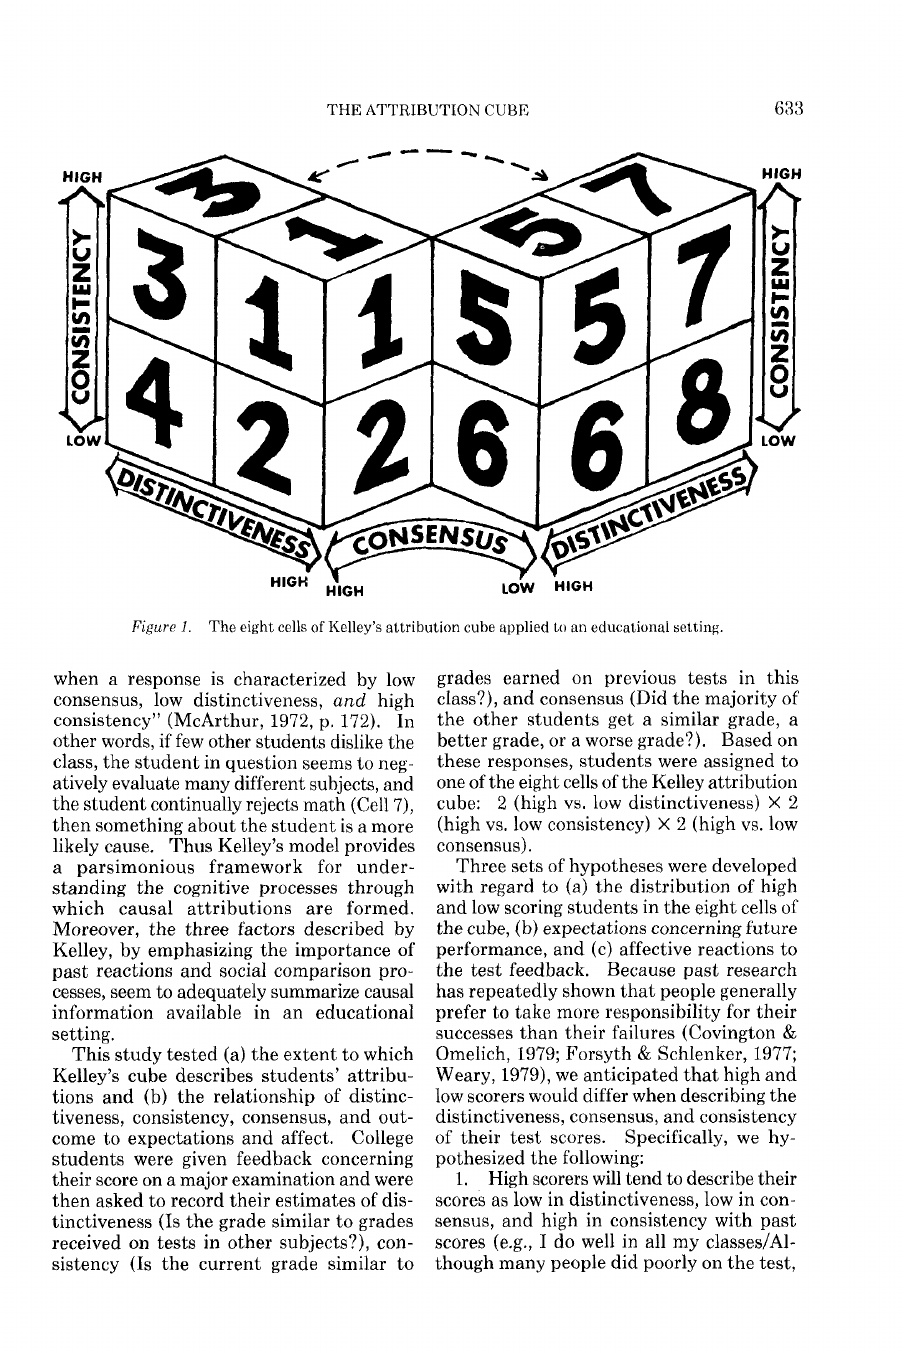 THE ATTRIBUTION CUBE
633
HIGH
HIGH
3
1
5
7
CONSISTENCY
3
1
1
5
5
7
CONSISTENCY
4
2
2
6
6
8
LOW
LOW
DISTINCTIVENESS
CONSENSUS
DISTINCTIVENESS
HIGH
HIGH
LOW
HIGH
Figure 1. The eight cells of Kelley's attribution cube applied to an educational setting.
when a response is characterized by low
consensus, low distinctiveness, and high
consistency" (McArthur, 1972, p. 172). In
other words, if few other students dislike the
class, the student in question seems to neg-
atively evaluate many different subjects, and
the student continually rejects math (Cell 7),
then something about the student is a more
likely cause. Thus Kelley's model provides
a parsimonious framework for under-
standing the cognitive processes through
which causal attributions are formed.
Moreover, the three factors described by
Kelley, by emphasizing the importance of
past reactions and social comparison pro-
cesses, seem to adequately summarize causal
information available in an educational
setting.
This study tested (a) the extent to which
Kelley's cube describes students' attribu-
tions and (b) the relationship of distinc-
tiveness, consistency, consensus, and out-
come to expectations and affect. College
students were given feedback concerning
their score on a major examination and were
then asked to record their estimates of dis-
tinctiveness (Is the grade similar to grades
received on tests in other subjects?), con-
sistency (Is the current grade similar to
grades earned on previous tests in this
class?), and consensus (Did the majority of
the other students get a similar grade, a
better grade, or a worse grade?). Based on
these responses, students were assigned to
one of the eight cells of the Kelley attribution
cube: 2 (high vs. low distinctiveness) × 2
(high vs. low consistency) × 2 (high vs. low
consensus).
Three sets of hypotheses were developed
with regard to (a) the distribution of high
and low scoring students in the eight cells of
the cube, (b) expectations concerning future
performance, and (c) affective reactions to
the test feedback. Because past research
has repeatedly shown that people generally
prefer to take more responsibility for their
successes than their failures (Covington &
Omelich, 1979; Forsyth & Schlenker, 1977;
Weary, 1979), we anticipated that high and
low scorers would differ when describing the
distinctiveness, consensus, and consistency
of their test scores. Specifically, we hy-
pothesized the following:
1. High scorers will tend to describe their
scores as low in distinctiveness, low in con-
sensus, and high in consistency with past
scores (e.g., I do well in all my classes/Al-
though many people did poorly on the test,